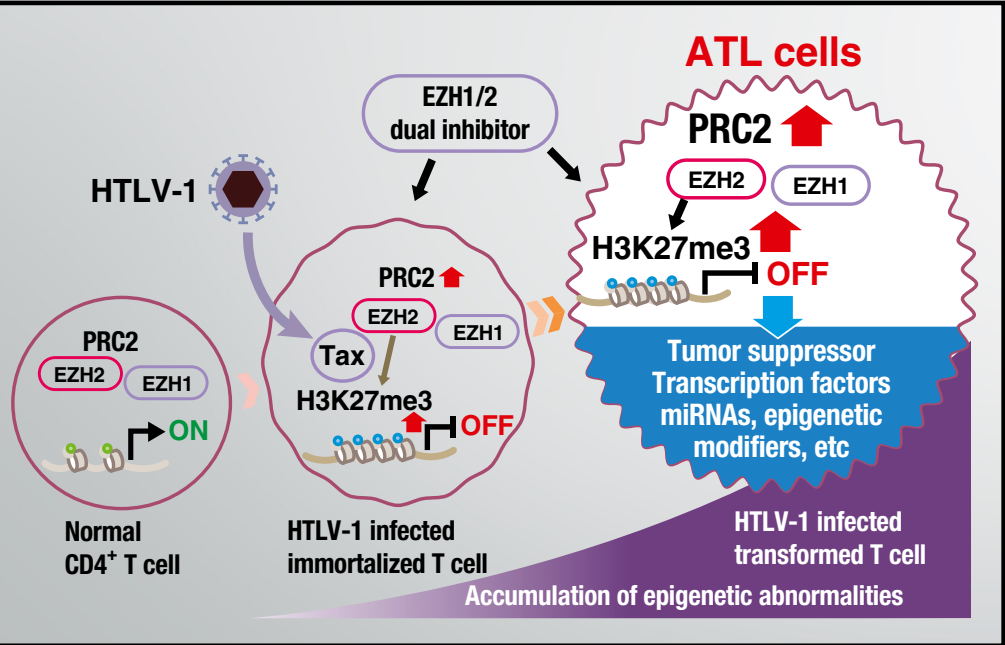 ATL cells
EZH1/2
dual inhibitor
PRC2
EZH2
EZH1
HTLV-1
H3K27me3
OFF
PRC2
EZH2
EZH1
Tax
H3K27me3
OFF
PRC2
EZH2
EZH1
ON
Tumor suppressor
Transcription factors
miRNAs, epigenetic
modifiers, etc
Normal
CD4⁺ T cell
HTLV-1 infected
immortalized T cell
HTLV-1 infected
transformed T cell
Accumulation of epigenetic abnormalities